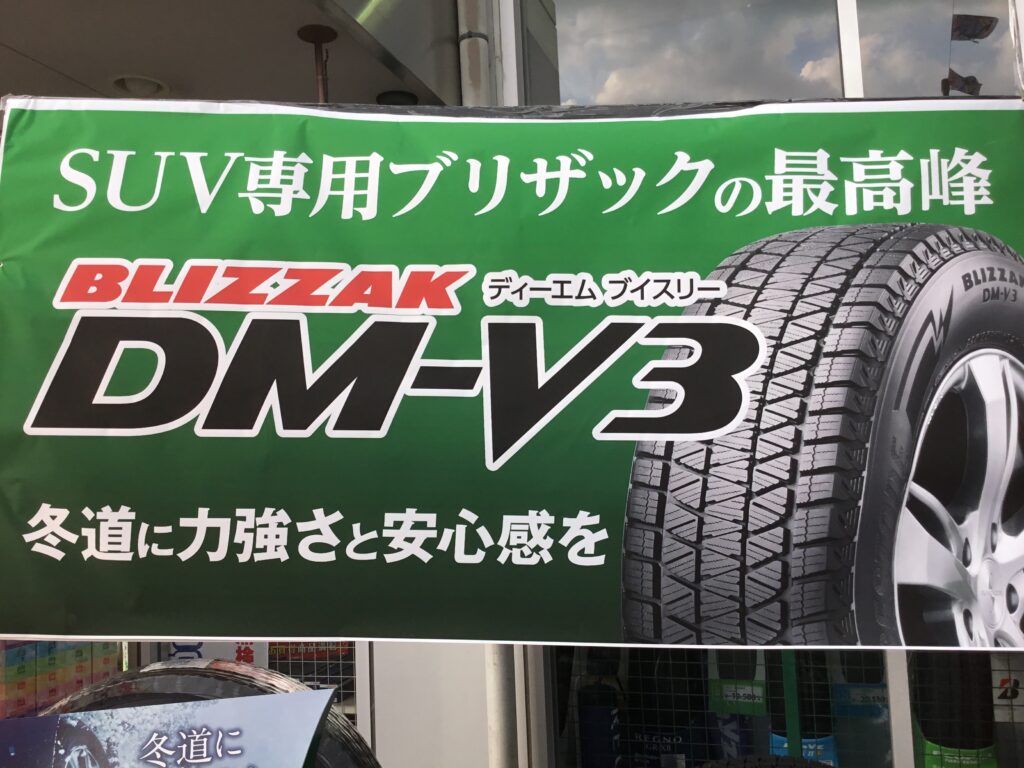 SUV専用ブリザックの最高峰
BLIZZAK ディーエム ブイスリー
DM-V3
BLIZZAK
DM-V3
冬道に力強さと安心感を
冬道に
REGNO